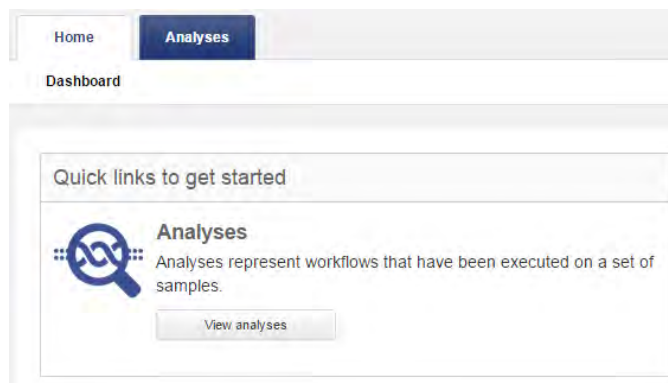 Home Analyses
Dashboard
Quick links to get started
Analyses
Analyses represent workflows that have been executed on a set of
samples.
View analyses